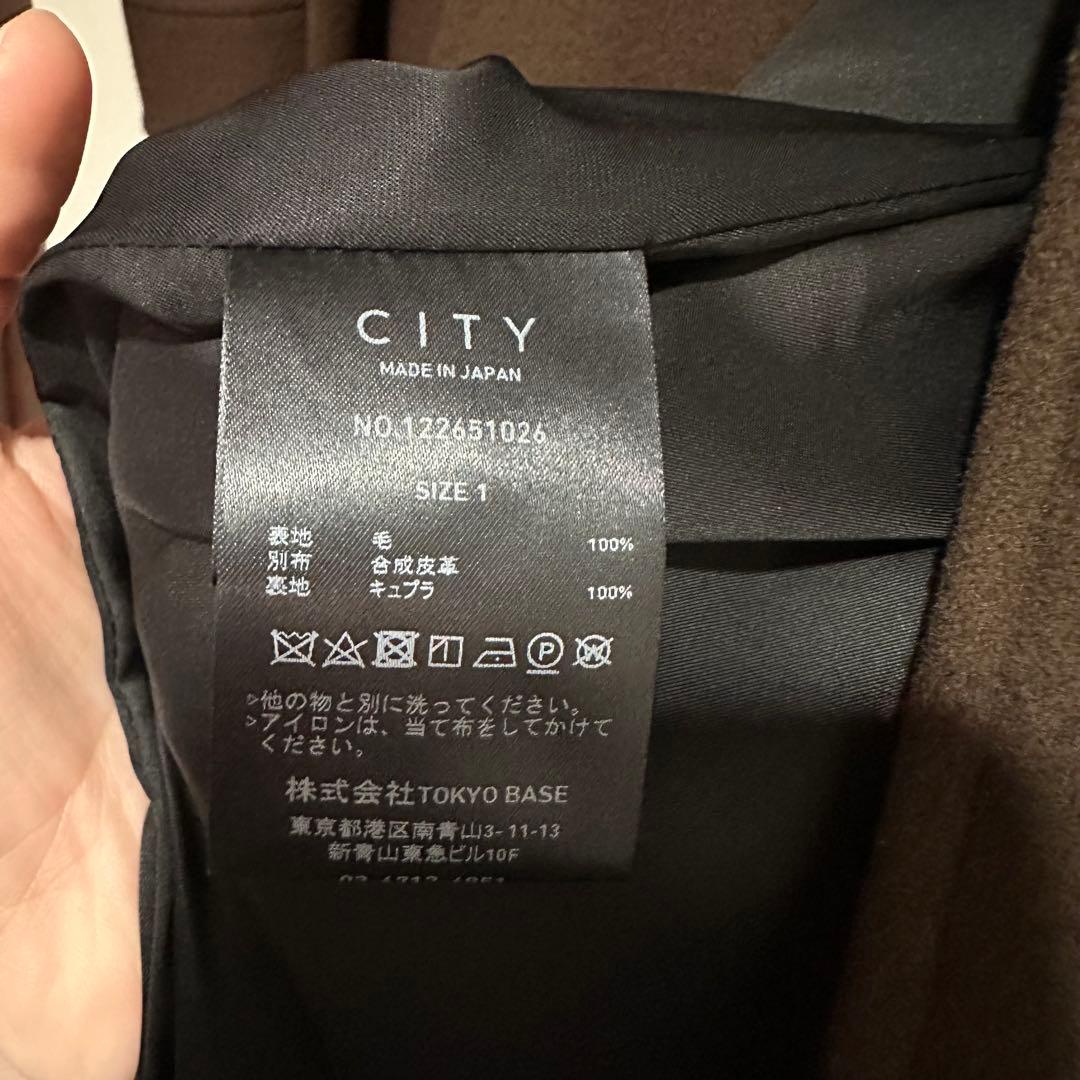 CITY
MADE IN JAPAN
NO.122651026
SIZE 1
表地 毛 100%
別布 合成皮革
裏地 キュプラ 100%
P W
▷他の物と別に洗ってください。
▷アイロンは、当て布をしてかけて
ください。
株式会社TOKYO BASE
東京都港区南青山3-11-13
新青山東急ビル10F